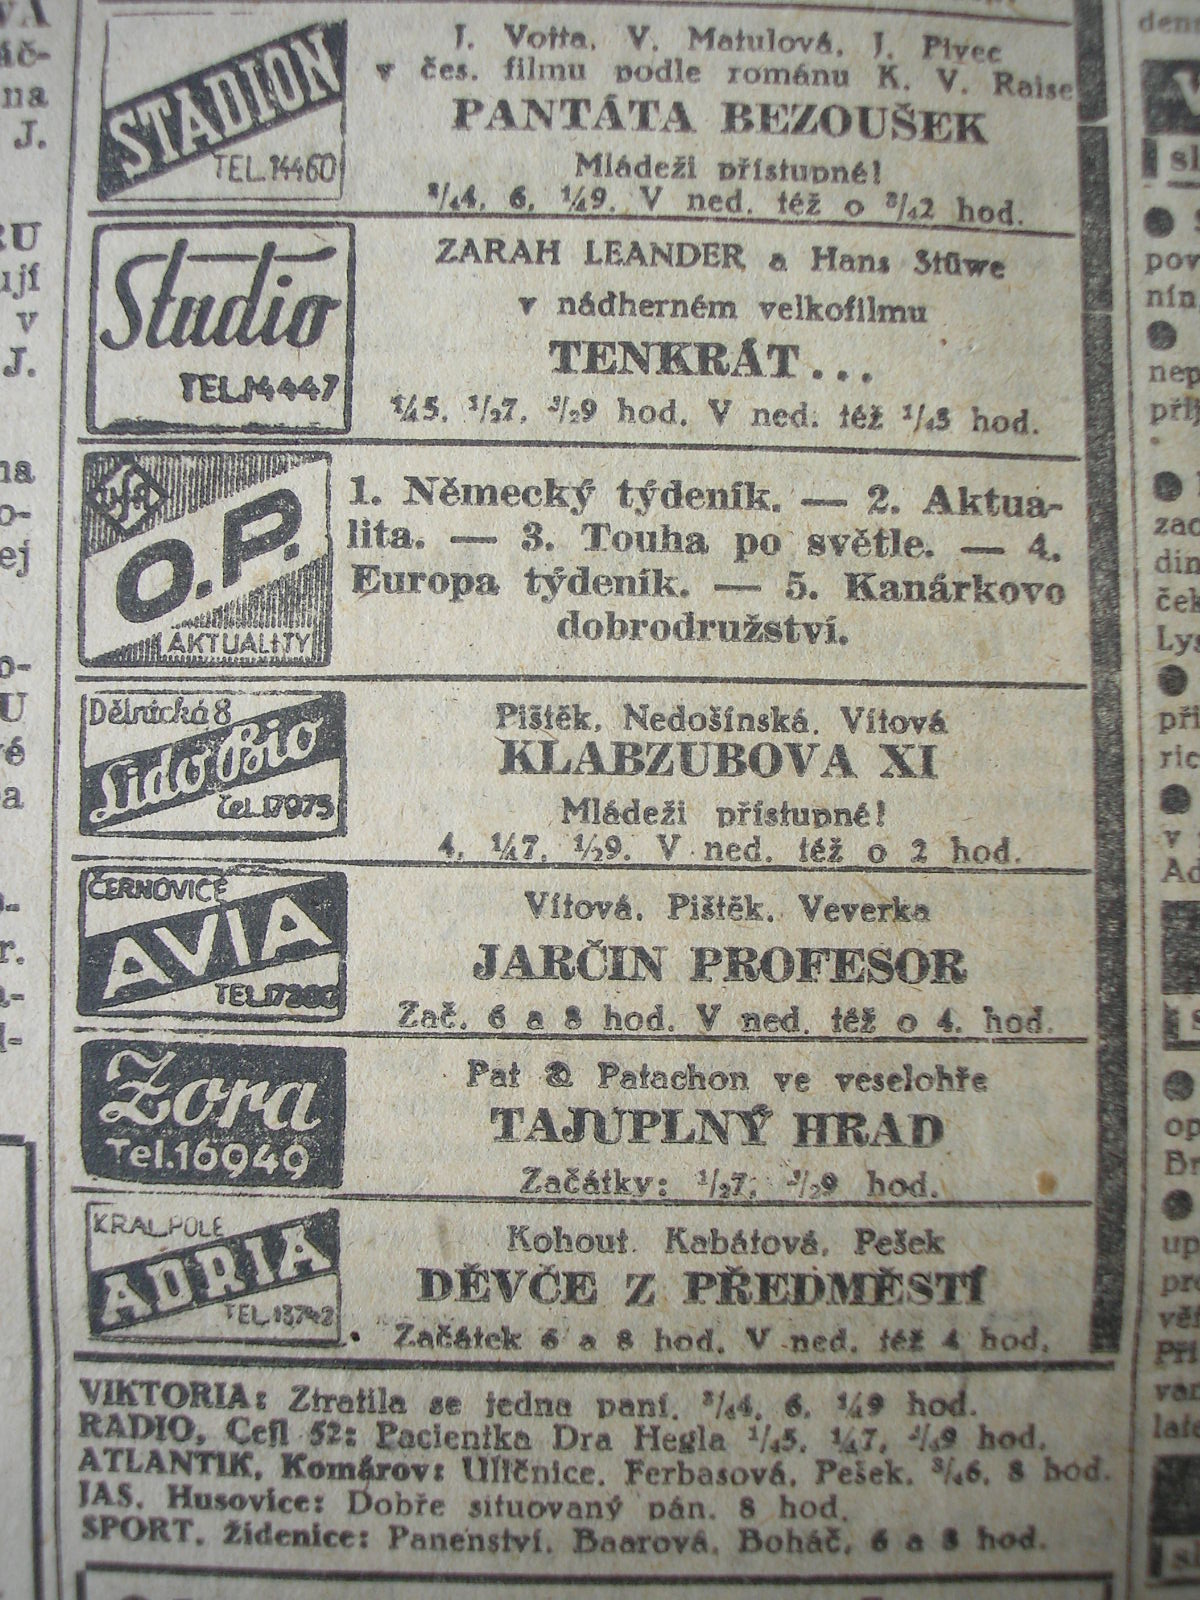 STADION
TEL.14460
J. Votta, V. Matulová, J. Pivec
v čes. filmu podle románu K. V. Raise
PANTÁTA BEZOUŠEK
Mládeži přístupné!
³/₄4, 6, ¼9. V ned. též o ³/₄2 hod.
Studio
TEL.14447
ZARAH LEANDER a Hans Stüwe
v nádherném velkofilmu
TENKRÁT...
¼5, ½7, ½9 hod. V ned. též ¼3 hod.
Ufa
O.P.
AKTUALITY
1. Německý týdeník. — 2. Aktua-
lita. — 3. Touha po světle. — 4.
Europa týdeník. — 5. Kanárkovo
dobrodružství.
Dělnická 8
Lido Bio
tel.17975
Pištěk, Nedošínská, Vítová
KLABZUBOVA XI
Mládeži přístupné!
4, ¼7, ½9. V ned. též o 2 hod.
ČERNOVICE
AVIA
Vítová, Pištěk, Veverka
JARČIN PROFESOR
Zač. 6 a 8 hod. V ned. též o 4. hod.
Zora
Tel.16949
Pat & Patachon ve veselohře
TAJUPLNÝ HRAD
Začátky: ½7, ½9 hod.
KRAL.POLE
ADRIA
TEL.13742
Kohout, Kabátová, Pešek
DĚVČE Z PŘEDMĚSTÍ
Začátek 6 a 8 hod. V ned. též 4 hod.
VIKTORIA: Ztratila se jedna paní. ³/₄4, 6, ¼9 hod.
RADIO, Cejl 52: Pacientka Dra Hegla ¼5, ¼7, ¼9 hod.
ATLANTIK, Komárov: Uličnice. Ferbasová, Pešek. ³/₄6, 8 hod.
JAS, Husovice: Dobře situovaný pán. 8 hod.
SPORT, Židenice: Panenství. Baarová, Boháč, 6 a 8 hod.